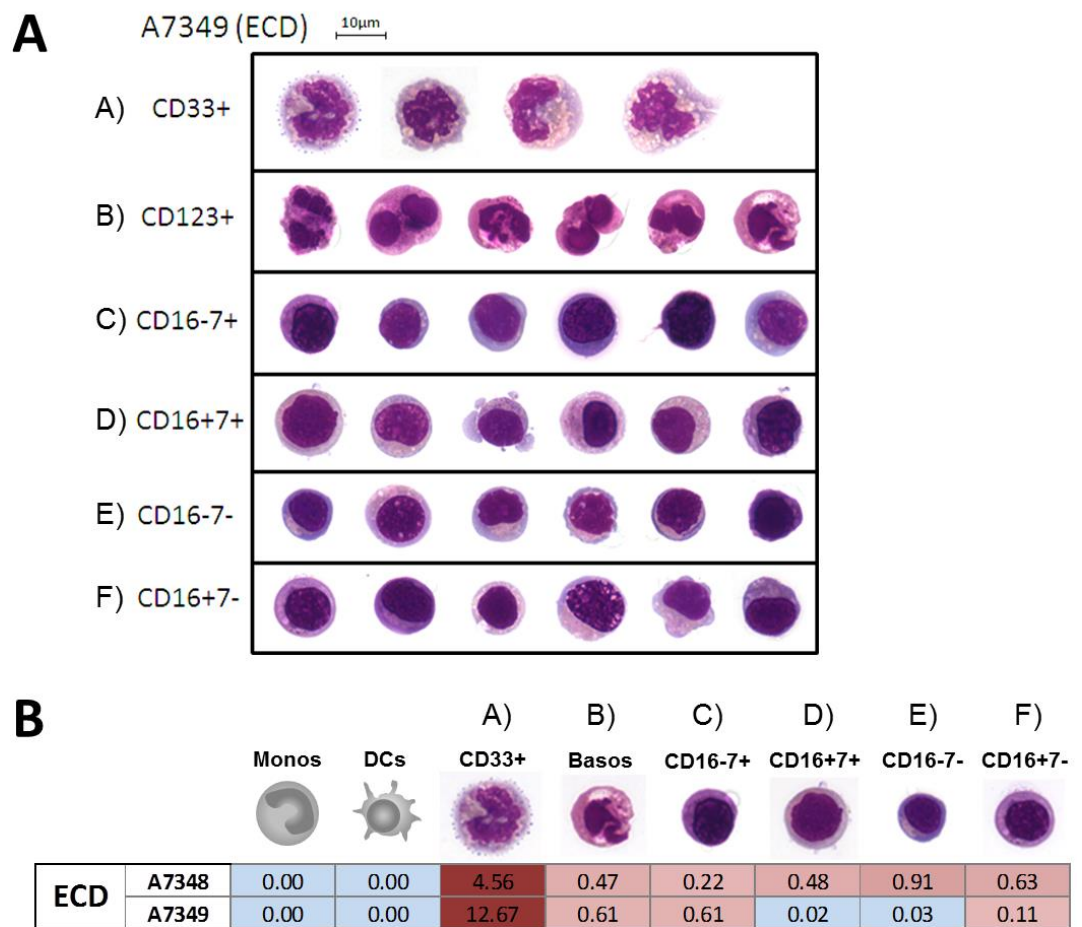 A
A7349 (ECD) 10µm
A) CD33+
B) CD123+
C) CD16-7+
D) CD16+7+
E) CD16-7-
F) CD16+7-
B
A) B) C) D) E) F)
Monos DCs CD33+ Basos CD16-7+ CD16+7+ CD16-7- CD16+7-
ECD
A7348 0.00 0.00 4.56 0.47 0.22 0.48 0.91 0.63
A7349 0.00 0.00 12.67 0.61 0.61 0.02 0.03 0.11